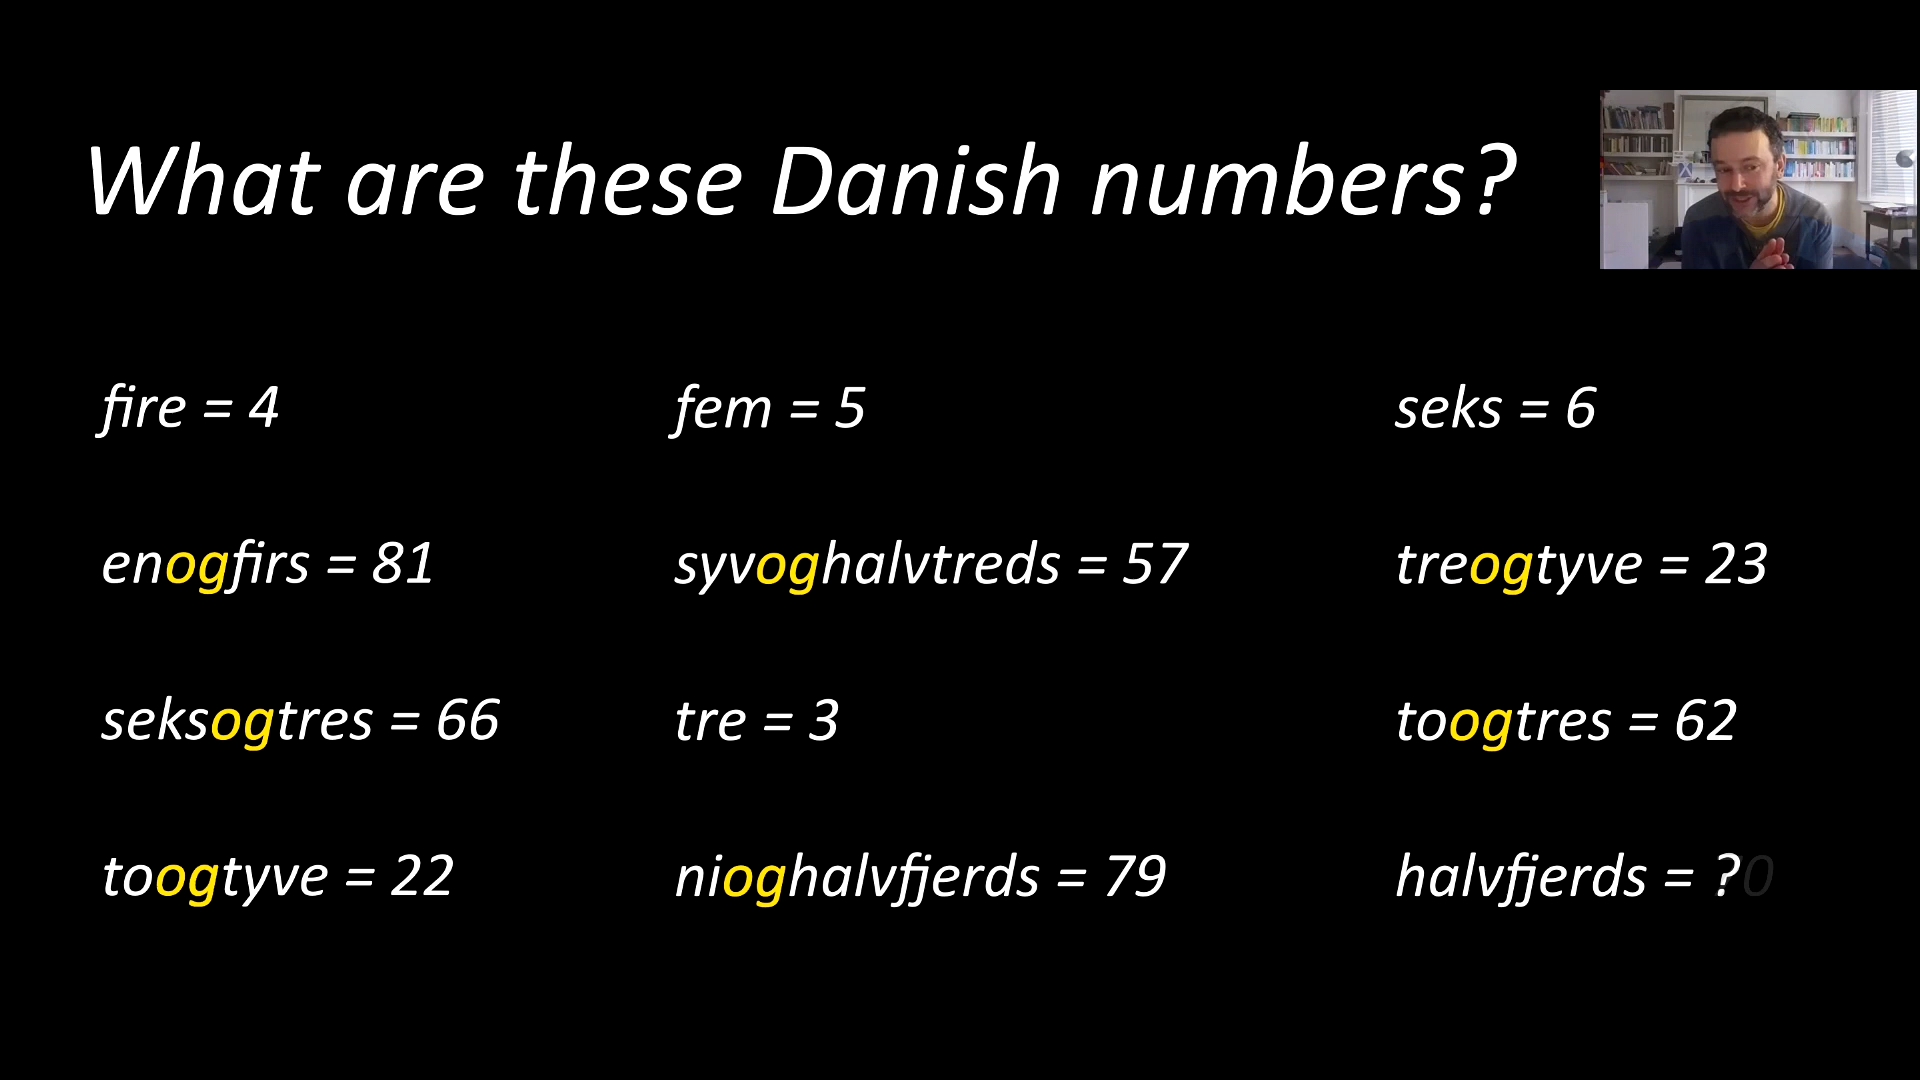 What are these Danish numbers?
fire = 4
fem = 5
seks = 6
enogfirs = 81
syvoghalvtreds = 57
treogtyve = 23
seksogtres = 66
tre = 3
toogtres = 62
toogtyve = 22
nioghalvfjerds = 79
halvfjerds = ?0